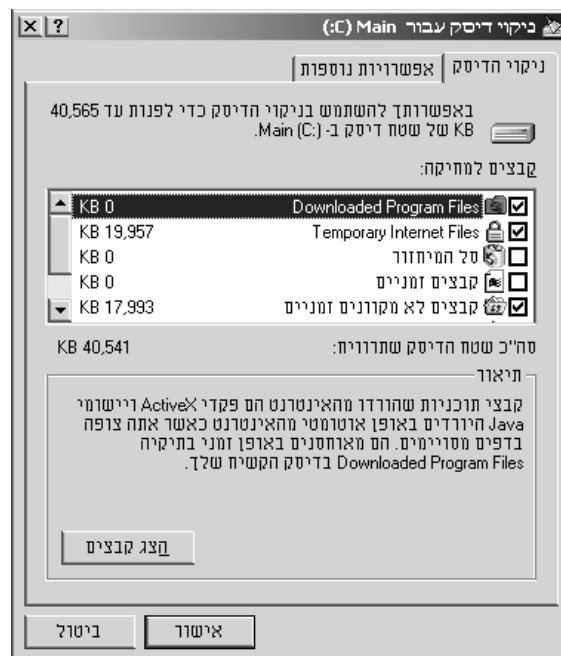 ניקוי דיסק עבור Main (C:)
ניקוי הדיסק
אפשרויות נוספות
באפשרותך להשתמש בניקוי הדיסק כדי לפנות עד 40,565
KB של שטח דיסק ב- Main (C:).
קבצים למחיקה:
Downloaded Program Files KB 0
Temporary Internet Files KB 19,957
סל המיחזור KB 0
קבצים זמניים KB 0
קבצים לא מקוונים זמניים KB 17,993
סה"כ שטח הדיסק שתרוויח: KB 40,541
תיאור
קבצי תוכניות שהורדו מהאינטרנט הם פקדי ActiveX ויישומי
Java היורדים באופן אוטומטי מהאינטרנט כאשר אתה צופה
בדפים מסויימים. הם מאוחסנים באופן זמני בתיקיה
Downloaded Program Files בדיסק הקשיח שלך.
הצג קבצים
אישור
ביטול